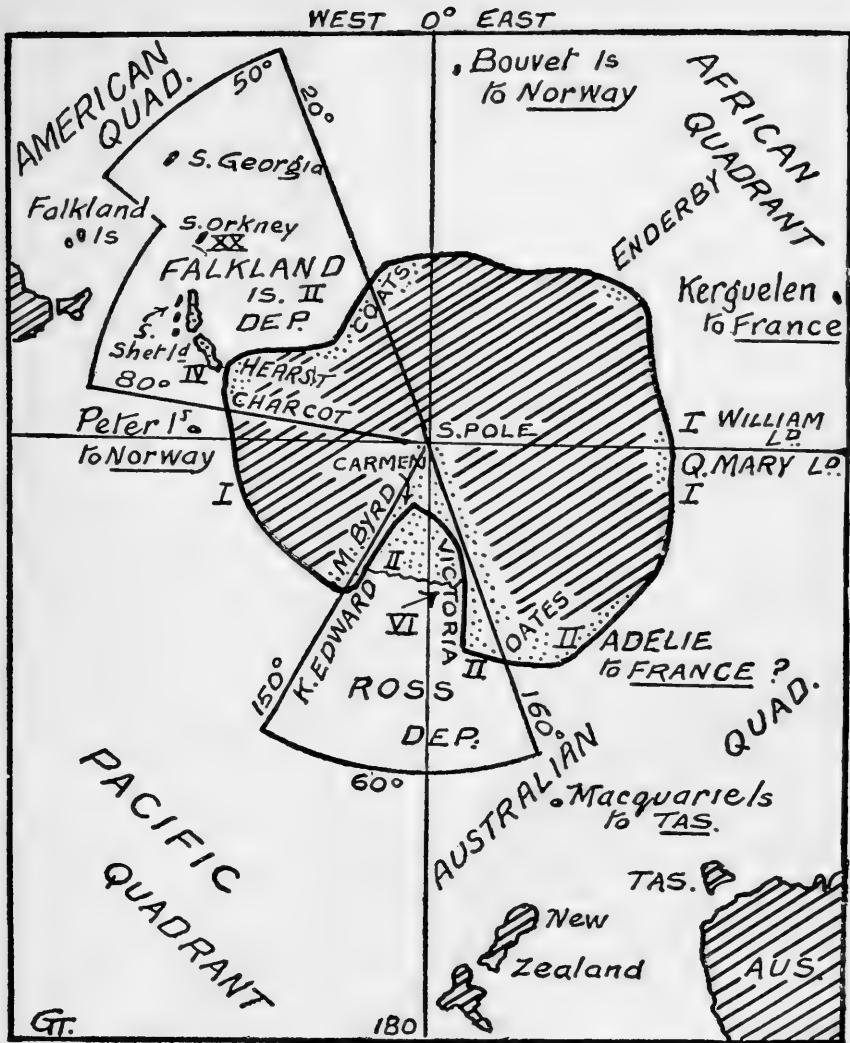 WEST 0° EAST
AMERICAN
QUAD.
50°
20°
• Bouvet Is
to Norway
AFRICAN
QUADRANT
S. Georgia
Falkland
Is
S. Orkney
XX
FALKLAND
IS. II
DEP.
S.
Shetld
IV
80°
COATS
ENDERBY
Kerguelen
to France
HEARST
CHARCOT
Peter Is.
to Norway
S. POLE
I WILLIAM
LD.
Q. MARY LD.
I
I
CARMEN
M. BYRD
II
VICTORIA
VI
K. EDWARD
OATES
II
II
ADELIE
to FRANCE ?
150°
ROSS
DEP.
160°
60°
AUSTRALIAN
QUAD.
PACIFIC
QUADRANT
Macquarie Is
to TAS.
TAS.
New
Zealand
AUS.
GT.
180